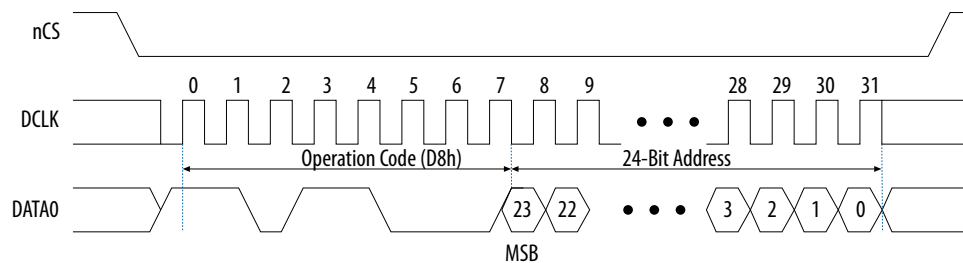 nCS
0 1 2 3 4 5 6 7 8 9 28 29 30 31
DCLK
Operation Code (D8h) 24-Bit Address
DATA0 23 22 3 2 1 0
MSB